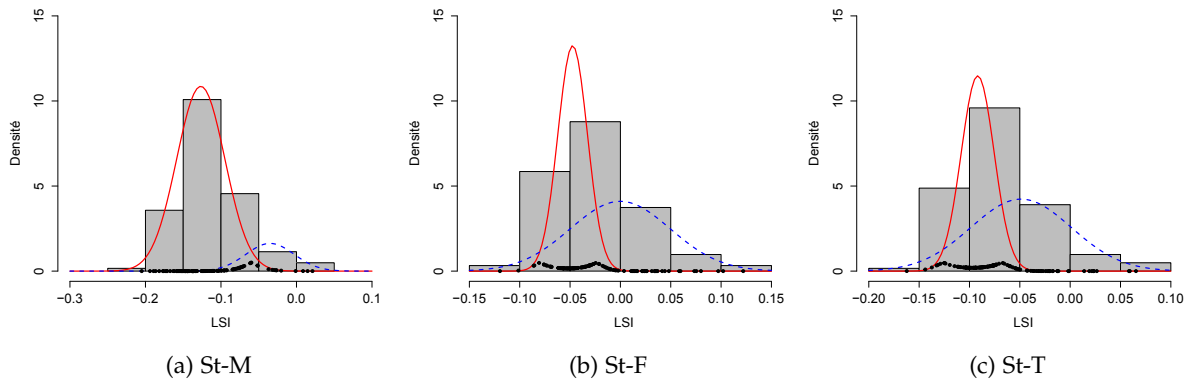 15
10
5
0
Densité
−0.3 −0.2 −0.1 0.0 0.1
LSI
(a) St-M
15
10
5
0
Densité
−0.15 −0.10 −0.05 0.00 0.05 0.10 0.15
LSI
(b) St-F
15
10
5
0
Densité
−0.20 −0.15 −0.10 −0.05 0.00 0.05 0.10
LSI
(c) St-T